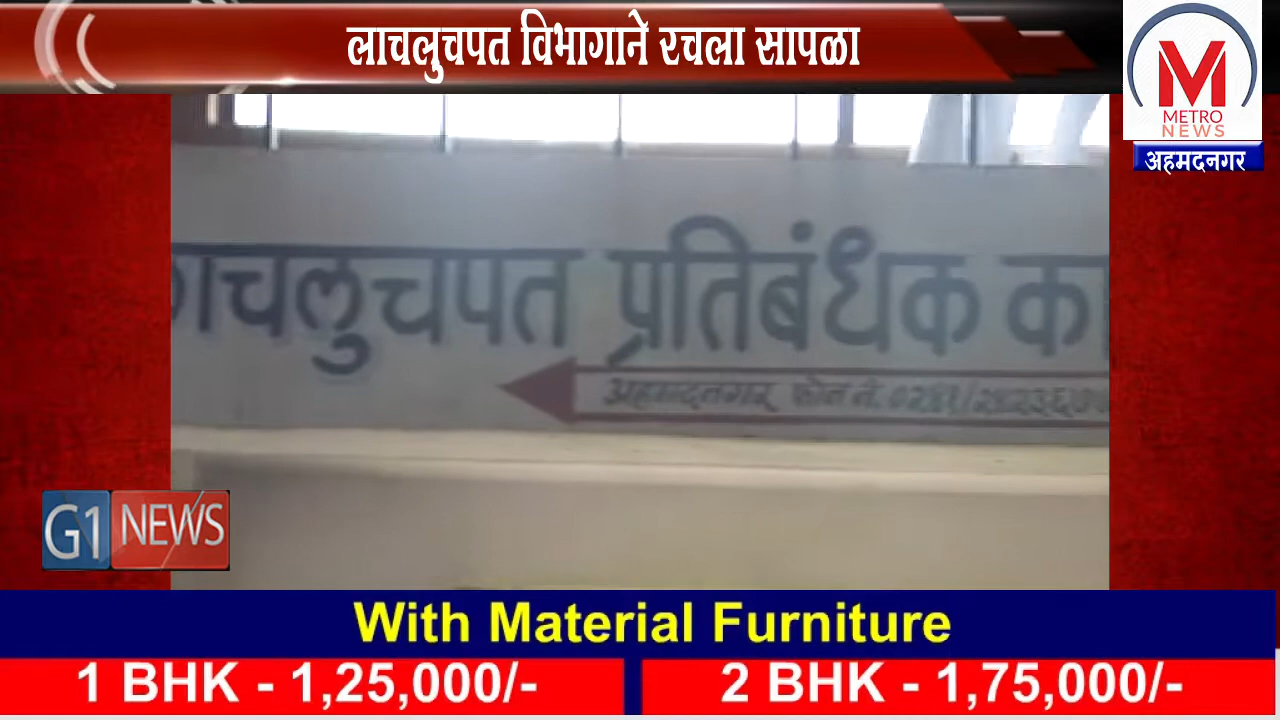 लाचलुचपत विभागाने रचला सापळा
M
METRO
NEWS
अहमदनगर
लाचलुचपत प्रतिबंधक
अहमदनगर फोन नं.
G1 NEWS
With Material Furniture
1 BHK - 1,25,000/-
2 BHK - 1,75,000/-